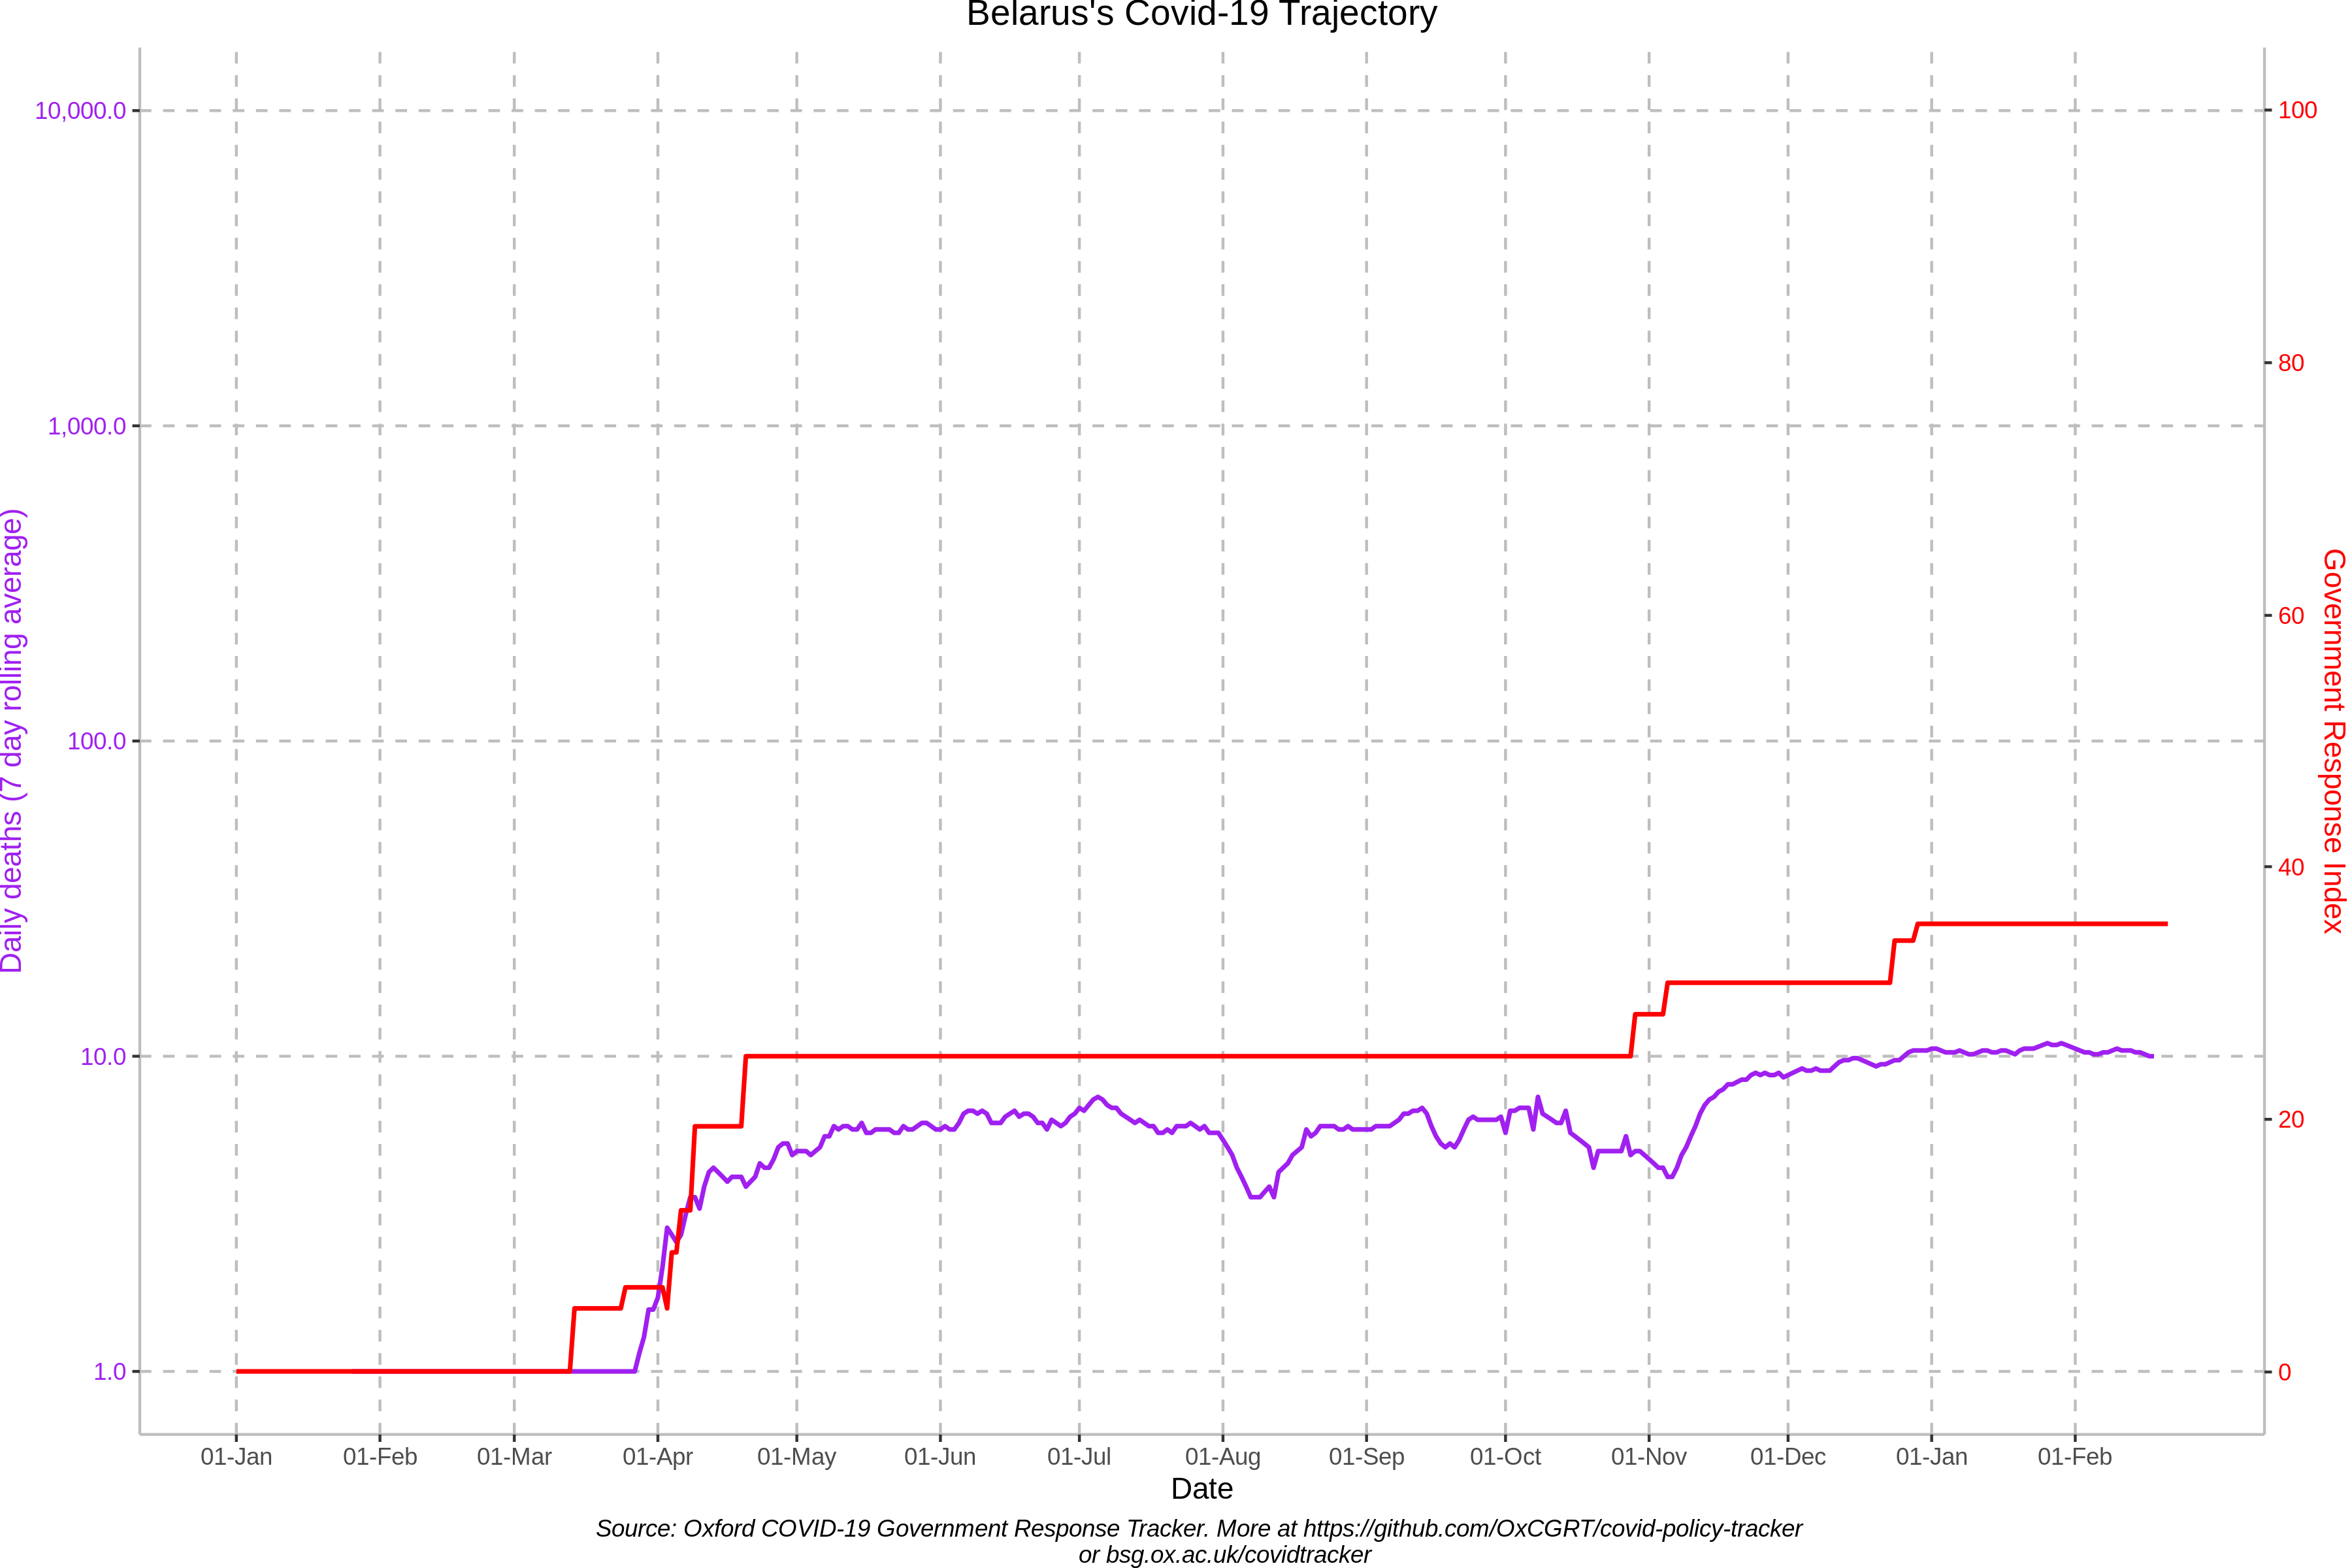 Belarus's Covid-19 Trajectory
Daily deaths (7 day rolling average)
10,000.0
1,000.0
100.0
10.0
1.0
100
80
60
40
20
0
Government Response Index
01-Jan 01-Feb 01-Mar 01-Apr 01-May 01-Jun 01-Jul 01-Aug 01-Sep 01-Oct 01-Nov 01-Dec 01-Jan 01-Feb
Date
Source: Oxford COVID-19 Government Response Tracker. More at https://github.com/OxCGRT/covid-policy-tracker
or bsg.ox.ac.uk/covidtracker